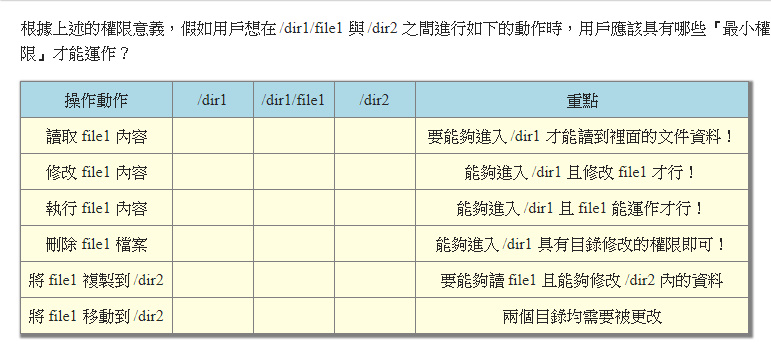 根據上述的權限意義，假如用戶想在 /dir1/file1 與 /dir2 之間進行如下的動作時，用戶應該具有哪些『最小權
限』才能運作？
操作動作 /dir1 /dir1/file1 /dir2 重點
讀取 file1 內容 要能夠進入 /dir1 才能讀到裡面的文件資料！
修改 file1 內容 能夠進入 /dir1 且修改 file1 才行！
執行 file1 內容 能夠進入 /dir1 且 file1 能運作才行！
刪除 file1 檔案 能夠進入 /dir1 具有目錄修改的權限即可！
將 file1 複製到 /dir2 要能夠讀 file1 且能夠修改 /dir2 內的資料
將 file1 移動到 /dir2 兩個目錄均需要被更改